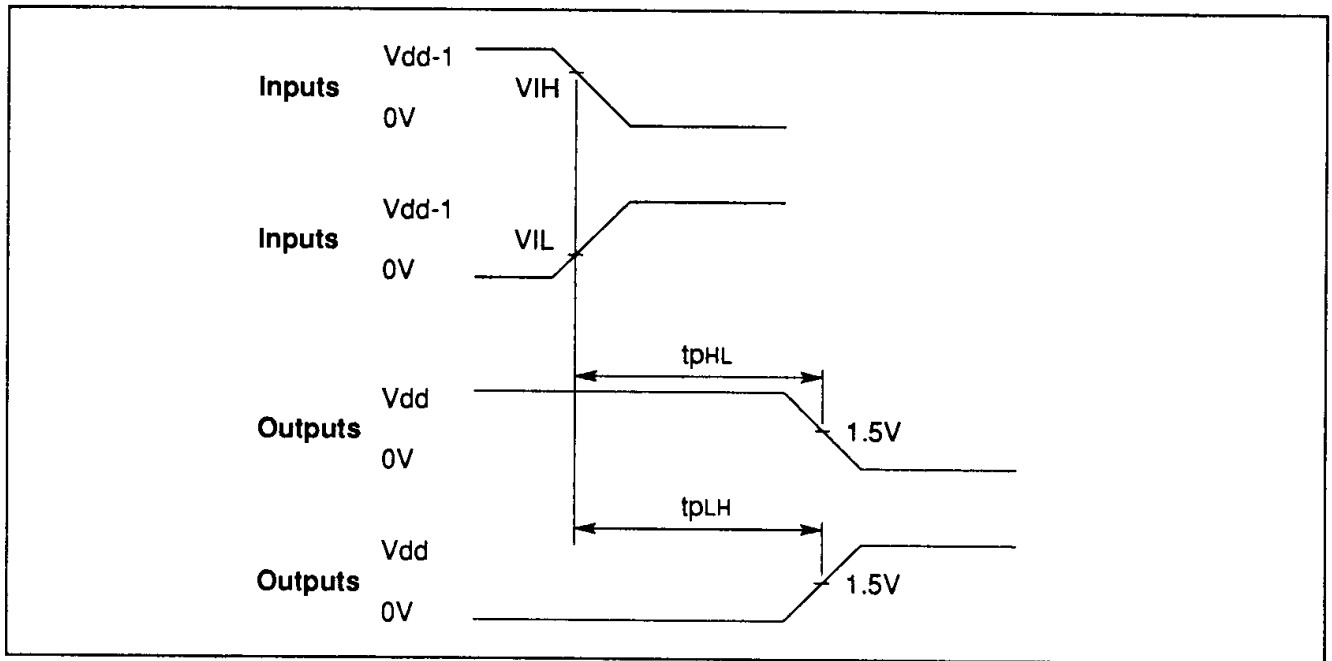 Vdd-1
Inputs
VIH
0V
Vdd-1
Inputs
VIL
0V
tpHL
Vdd
Outputs
1.5V
0V
tpLH
Vdd
Outputs
1.5V
0V